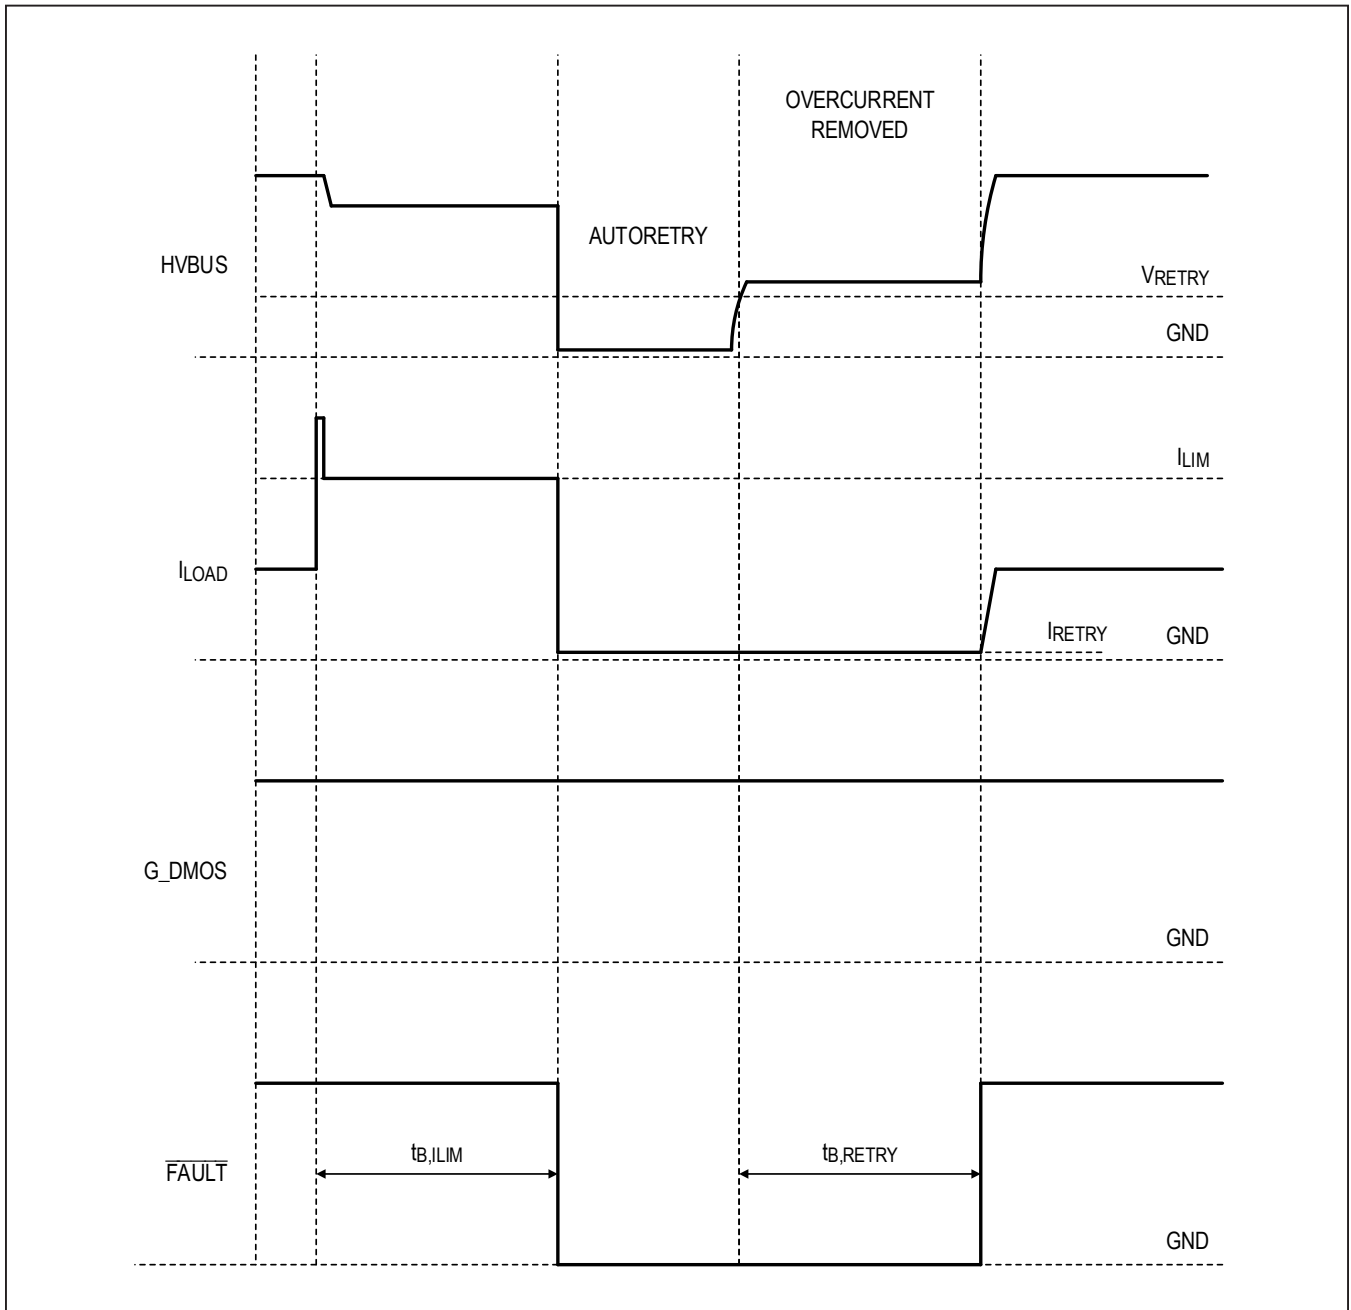 OVERCURRENT
REMOVED
AUTORETRY
HVBUS
VRETRY
GND
ILIM
ILOAD
IRETRY
GND
G_DMOS
GND
tB,ILIM
tB,RETRY
FAULT
GND